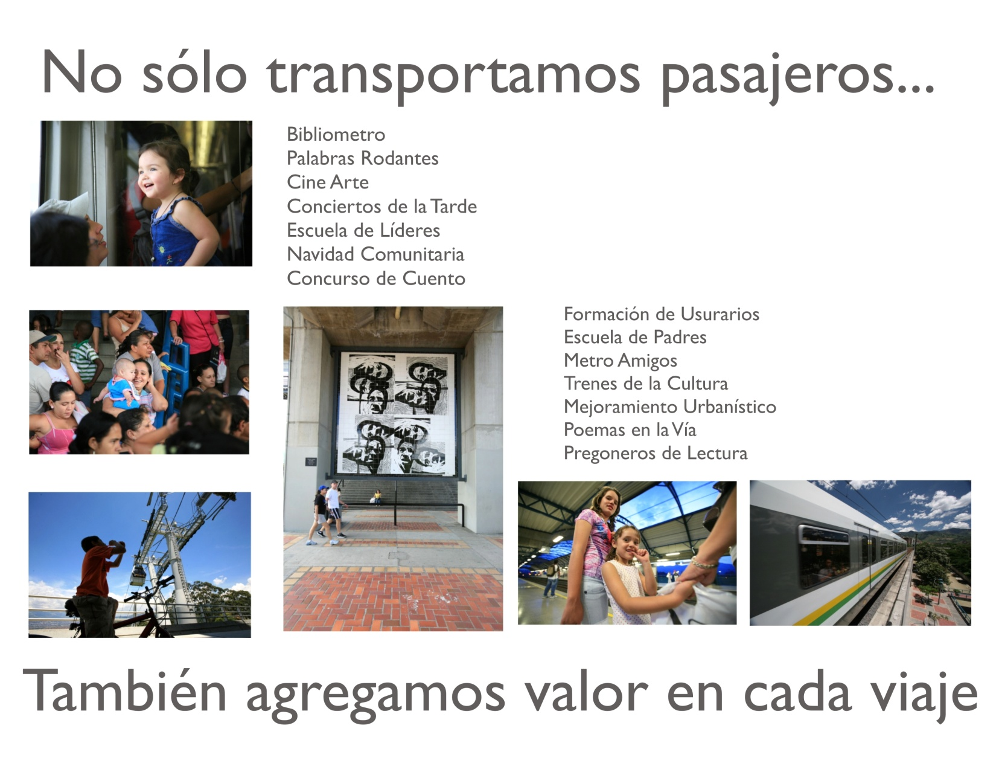 No sólo transportamos pasajeros...
Bibliometro
Palabras Rodantes
Cine Arte
Conciertos de la Tarde
Escuela de Líderes
Navidad Comunitaria
Concurso de Cuento
Formación de Usurarios
Escuela de Padres
Metro Amigos
Trenes de la Cultura
Mejoramiento Urbanístico
Poemas en la Vía
Pregoneros de Lectura
También agregamos valor en cada viaje